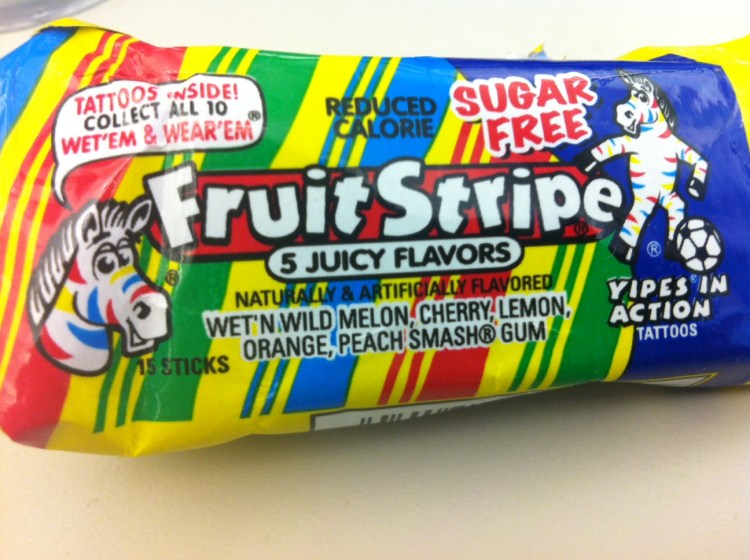 TATTOOS INSIDE!
COLLECT ALL 10
WET'EM & WEAR'EM®
REDUCED
CALORIE
SUGAR
FREE
Fruit Stripe®
5 JUICY FLAVORS
NATURALLY & ARTIFICIALLY FLAVORED
WET'N WILD MELON, CHERRY, LEMON,
ORANGE, PEACH SMASH® GUM
15 STICKS
®
®
YIPES® IN
ACTION
TATTOOS